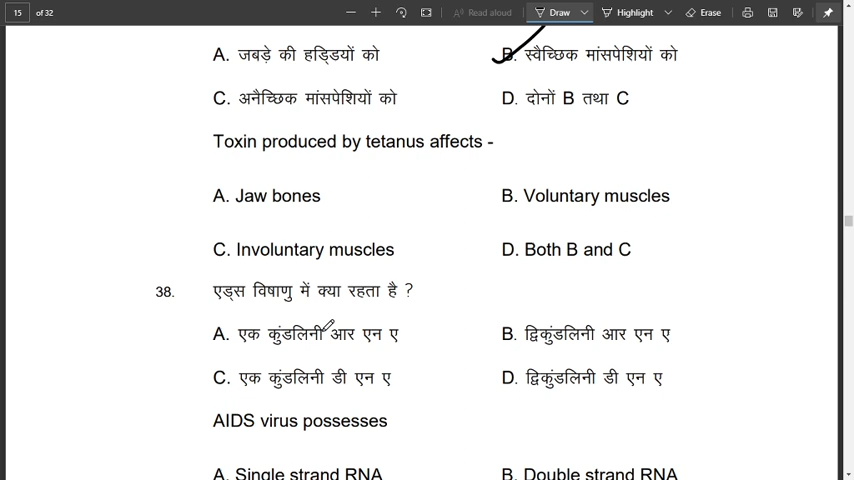 15 of 32 Read aloud Draw Highlight Erase
A. जबड़े की हड्डियों को B. स्वैच्छिक मांसपेशियों को
C. अनैच्छिक मांसपेशियों को D. दोनों B तथा C
Toxin produced by tetanus affects -
A. Jaw bones B. Voluntary muscles
C. Involuntary muscles D. Both B and C
38. एड्स विषाणु में क्या रहता है ?
A. एक कुंडलिनी आर एन ए B. द्विकुंडलिनी आर एन ए
C. एक कुंडलिनी डी एन ए D. द्विकुंडलिनी डी एन ए
AIDS virus possesses
A. Single strand RNA B. Double strand RNA